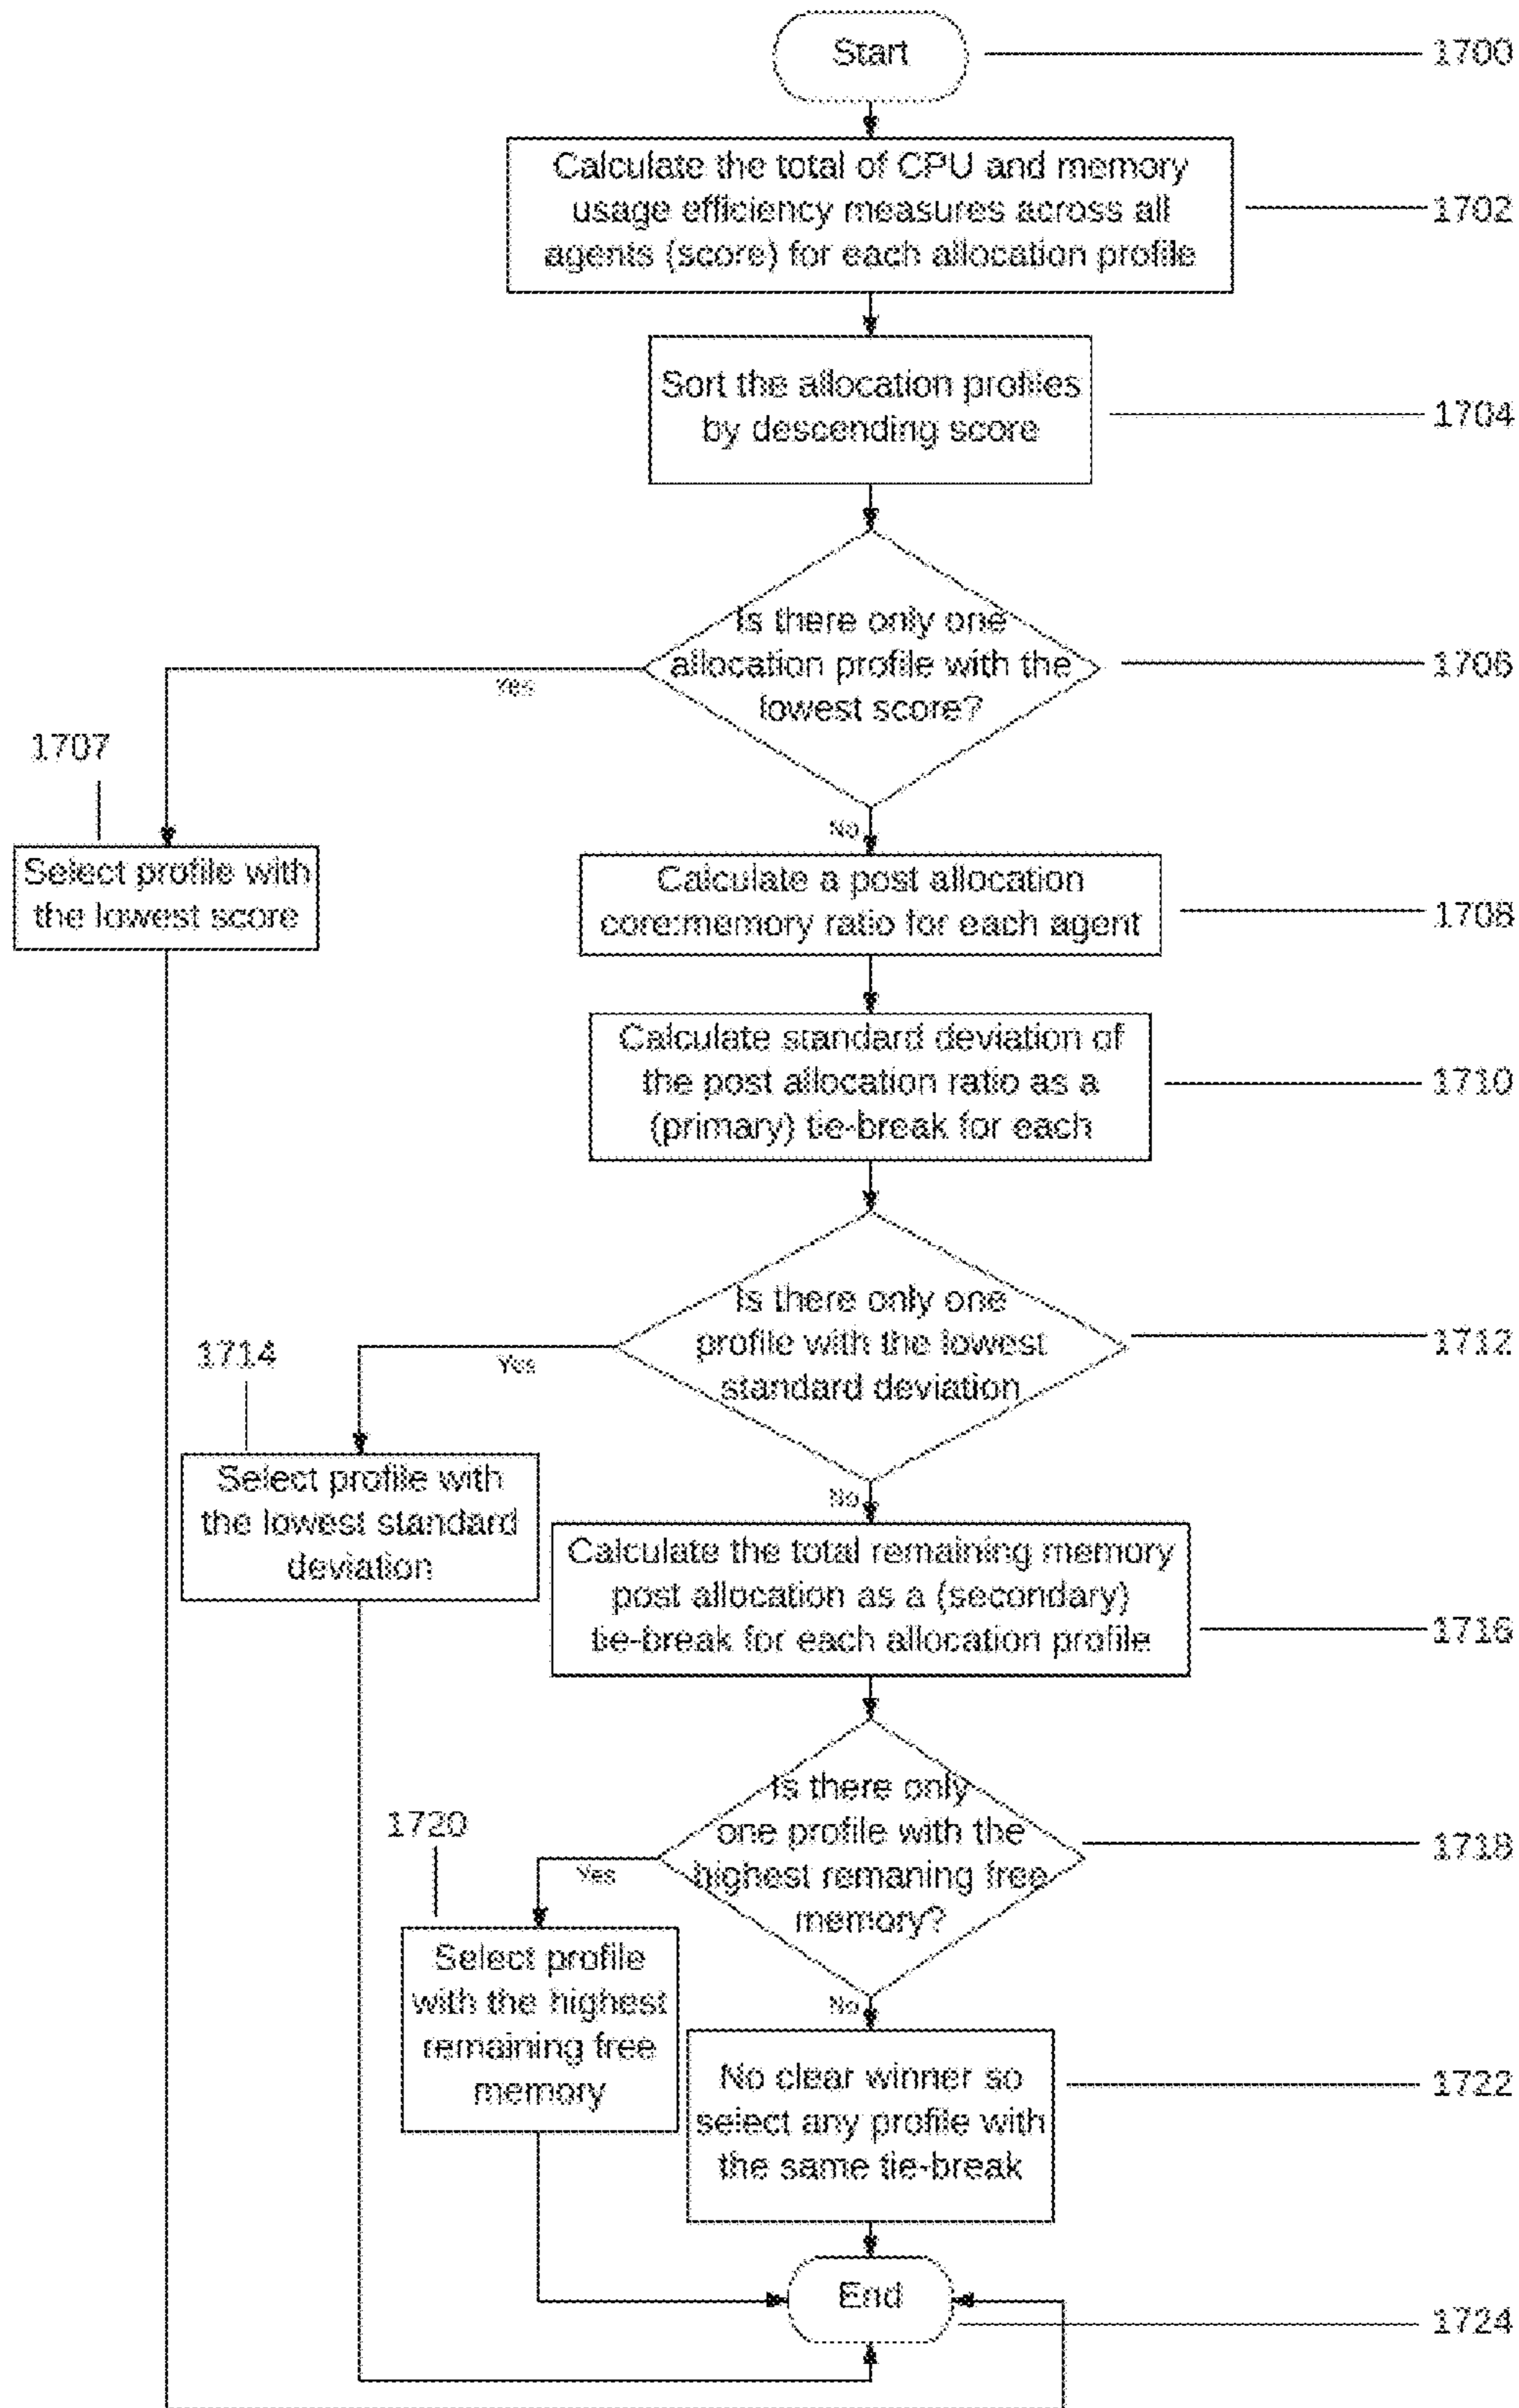 Start
1700
Calculate the total of CPU and memory
usage efficiency measures across all
agents (score) for each allocation profile
1702
Sort the allocation profiles
by descending score
1704
Is there only one
allocation profile with the
lowest score?
1706
Yes
No
1707
Select profile with
the lowest score
Calculate a post allocation
core:memory ratio for each agent
1708
Calculate standard deviation of
the post allocation ratio as a
(primary) tie-break for each
1710
Is there only one
profile with the lowest
standard deviation
1712
Yes
No
1714
Select profile with
the lowest standard
deviation
Calculate the total remaining memory
post allocation as a (secondary)
tie-break for each allocation profile
1716
Is there only
one profile with the
highest remaning free
memory?
1718
Yes
No
1720
Select profile
with the highest
remaining free
memory
No clear winner so
select any profile with
the same tie-break
1722
End
1724